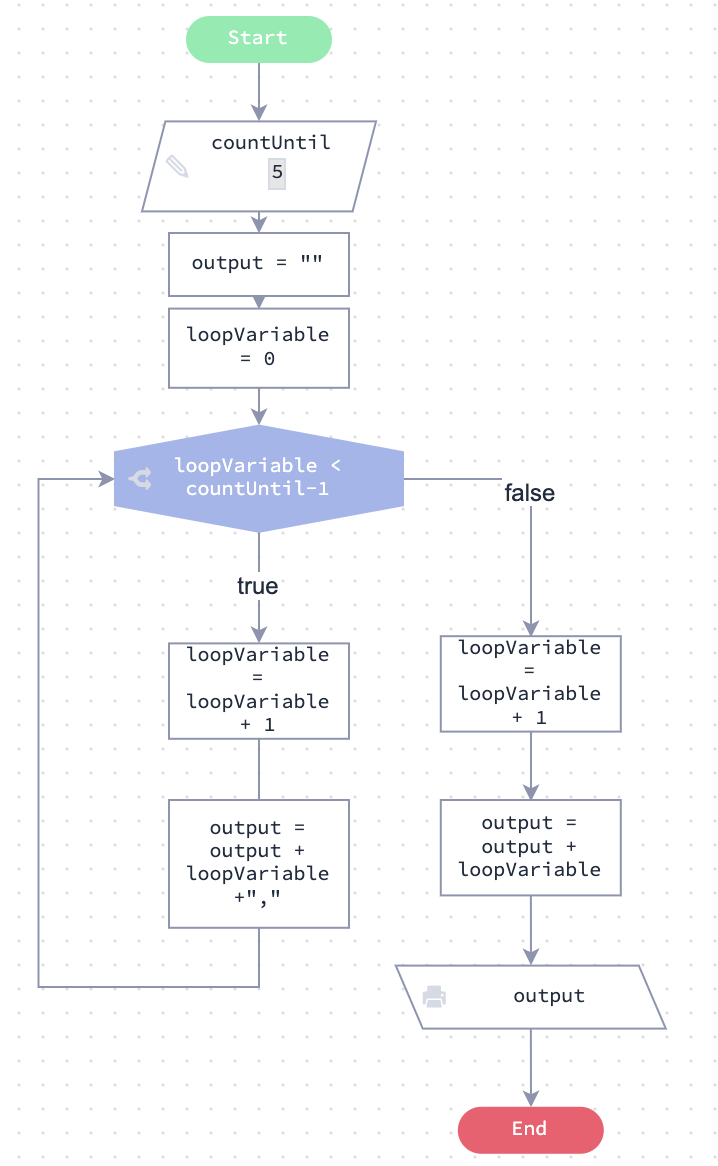 Start
countUntil
5
output = ""
loopVariable
= 0
loopVariable <
countUntil-1
false
true
loopVariable
=
loopVariable
+ 1
output =
output +
loopVariable
+","
loopVariable
=
loopVariable
+ 1
output =
output +
loopVariable
output
End